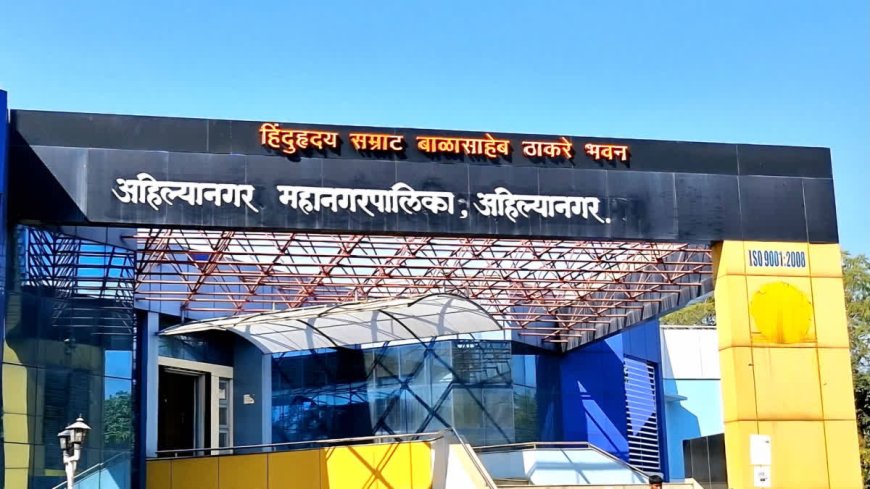 हिंदुहृदय सम्राट बाळासाहेब ठाकरे भवन
अहिल्यानगर महानगरपालिका, अहिल्यानगर.
ISO 9001:2008